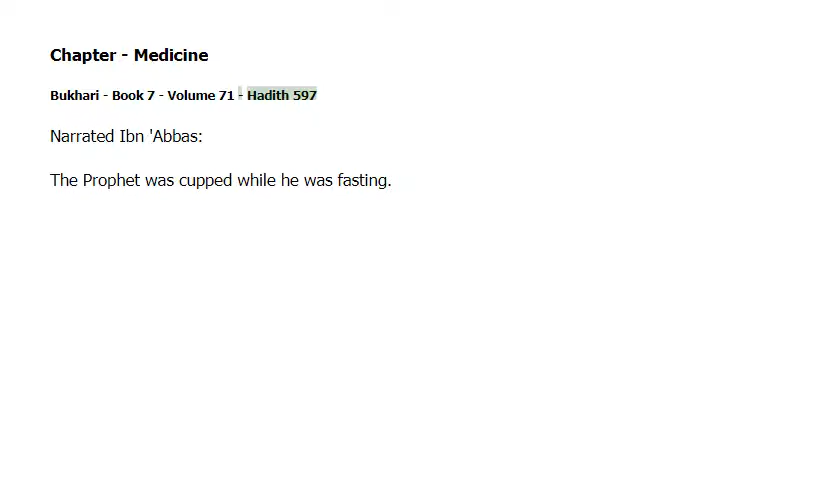 Chapter - Medicine
Bukhari - Book 7 - Volume 71 - Hadith 597
Narrated Ibn 'Abbas:
The Prophet was cupped while he was fasting.